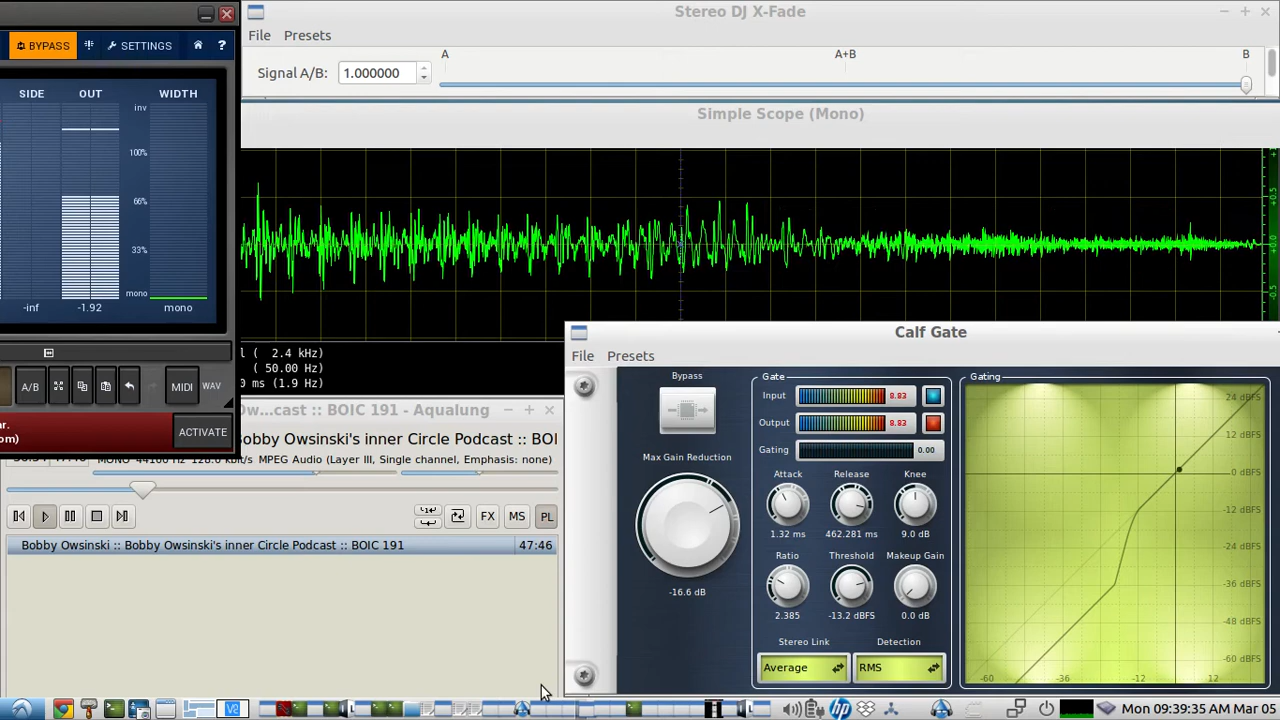 Stereo DJ X-Fade
File Presets
BYPASS SETTINGS ?
Signal A/B: 1.000000
A A+B B
SIDE OUT WIDTH
inv
100%
66%
33%
mono
-inf -1.92 mono
Simple Scope (Mono)
( 2.4 kHz)
( 50.00 Hz)
0 ms (1.9 Hz)
A/B MIDI WAV
ar.
om) ACTIVATE
Calf Gate
File Presets
Bypass
Max Gain Reduction
-16.6 dB
Gate
Input 8.83
Output 8.83
Gating 0.00
Attack Release Knee
1.32 ms 462.281 ms 9.0 dB
Ratio Threshold Makeup Gain
2.385 -13.2 dBFS 0.0 dB
Stereo Link Detection
Average RMS
Gating
24 dBFS
12 dBFS
0 dBFS
-12 dBFS
-24 dBFS
-36 dBFS
-48 dBFS
-60 dBFS
-60 -36 -12 12
Ow...cast :: BOIC 191 - Aqualung
Bobby Owsinski's inner Circle Podcast :: BOI
MONO 44100 Hz 128.0 kbit/s MPEG Audio (Layer III, Single channel, Emphasis: none)
FX MS PL
Bobby Owsinski :: Bobby Owsinski's inner Circle Podcast :: BOIC 191 47:46
Mon 09:39:35 AM Mar 05